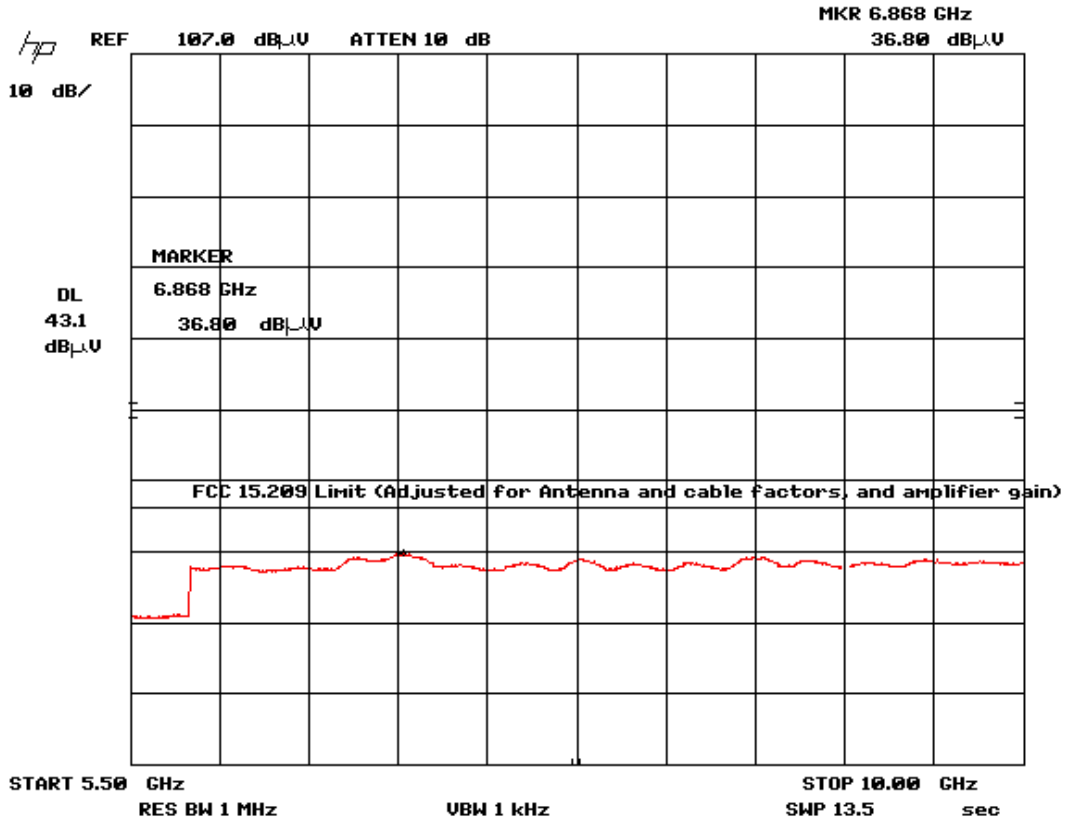 MKR 6.868 GHz
hp REF 107.0 dBµV ATTEN 10 dB 36.80 dBµV
10 dB/
MARKER
6.868 GHz
36.80 dBµV
DL
43.1
dBµV
FCC 15.209 Limit (Adjusted for Antenna and cable factors, and amplifier gain)
START 5.50 GHz STOP 10.00 GHz
RES BW 1 MHz VBW 1 kHz SWP 13.5 sec